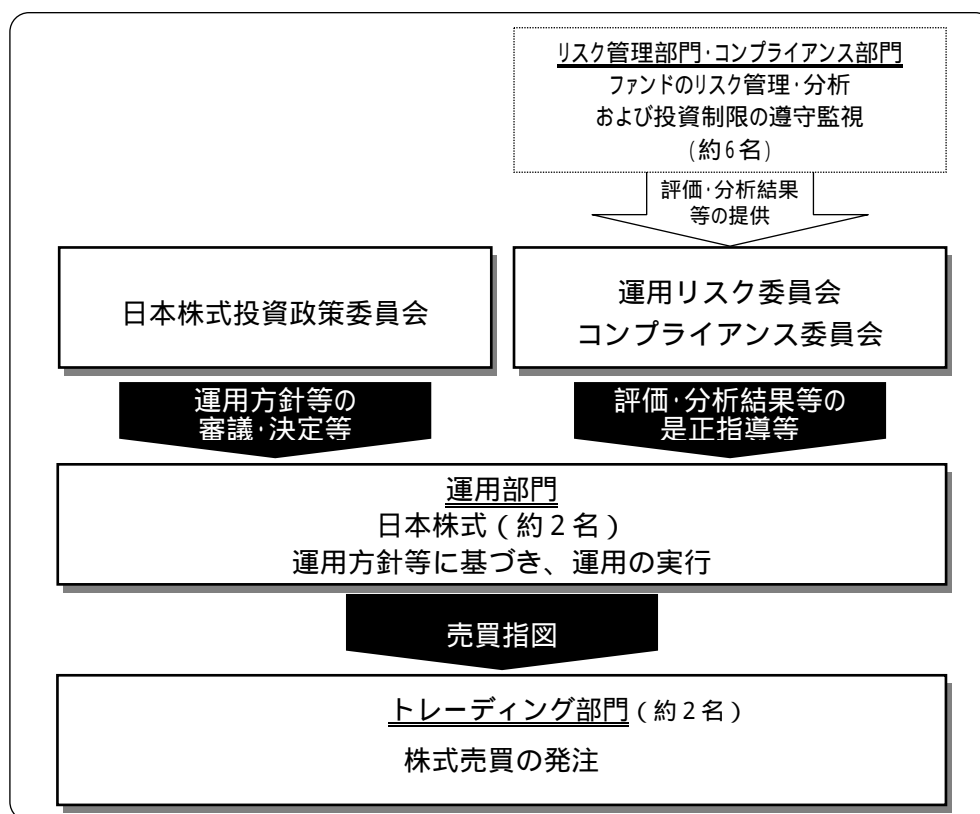 リスク管理部門・コンプライアンス部門
ファンドのリスク管理・分析
および投資制限の遵守監視
(約6名)
評価・分析結果
等の提供
日本株式投資政策委員会
運用リスク委員会
コンプライアンス委員会
運用方針等の
審議・決定等
評価・分析結果等の
是正指導等
運用部門
日本株式(約2名)
運用方針等に基づき、運用の実行
売買指図
トレーディング部門(約2名)
株式売買の発注